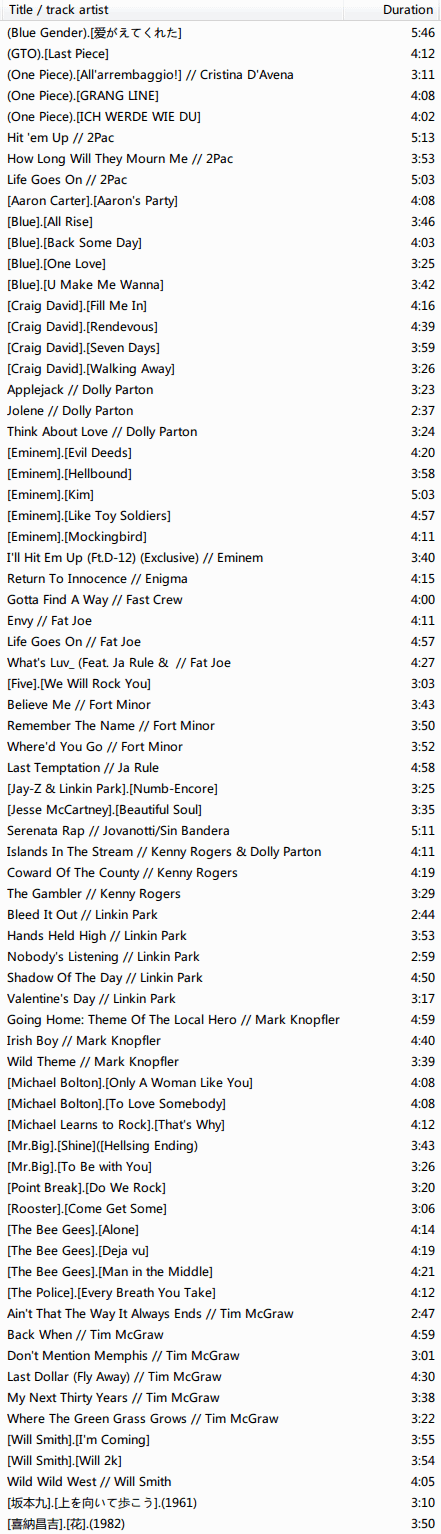 Title / track artist Duration
(Blue Gender).[愛がえてくれた] 5:46
(GTO).[Last Piece] 4:12
(One Piece).[All'arrembaggio!] // Cristina D'Avena 3:11
(One Piece).[GRANG LINE] 4:08
(One Piece).[ICH WERDE WIE DU] 4:02
Hit 'em Up // 2Pac 5:13
How Long Will They Mourn Me // 2Pac 3:53
Life Goes On // 2Pac 5:03
[Aaron Carter].[Aaron's Party] 4:08
[Blue].[All Rise] 3:46
[Blue].[Back Some Day] 4:03
[Blue].[One Love] 3:25
[Blue].[U Make Me Wanna] 3:42
[Craig David].[Fill Me In] 4:16
[Craig David].[Rendevous] 4:39
[Craig David].[Seven Days] 3:59
[Craig David].[Walking Away] 3:26
Applejack // Dolly Parton 3:23
Jolene // Dolly Parton 2:37
Think About Love // Dolly Parton 3:24
[Eminem].[Evil Deeds] 4:20
[Eminem].[Hellbound] 3:58
[Eminem].[Kim] 5:03
[Eminem].[Like Toy Soldiers] 4:57
[Eminem].[Mockingbird] 4:11
I'll Hit Em Up (Ft.D-12) (Exclusive) // Eminem 3:40
Return To Innocence // Enigma 4:15
Gotta Find A Way // Fast Crew 4:00
Envy // Fat Joe 4:11
Life Goes On // Fat Joe 4:57
What's Luv_ (Feat. Ja Rule &  // Fat Joe 4:27
[Five].[We Will Rock You] 3:03
Believe Me // Fort Minor 3:43
Remember The Name // Fort Minor 3:50
Where'd You Go // Fort Minor 3:52
Last Temptation // Ja Rule 4:58
[Jay-Z & Linkin Park].[Numb-Encore] 3:25
[Jesse McCartney].[Beautiful Soul] 3:35
Serenata Rap // Jovanotti/Sin Bandera 5:11
Islands In The Stream // Kenny Rogers & Dolly Parton 4:11
Coward Of The County // Kenny Rogers 4:19
The Gambler // Kenny Rogers 3:29
Bleed It Out // Linkin Park 2:44
Hands Held High // Linkin Park 3:53
Nobody's Listening // Linkin Park 2:59
Shadow Of The Day // Linkin Park 4:50
Valentine's Day // Linkin Park 3:17
Going Home: Theme Of The Local Hero // Mark Knopfler 4:59
Irish Boy // Mark Knopfler 4:40
Wild Theme // Mark Knopfler 3:39
[Michael Bolton].[Only A Woman Like You] 4:08
[Michael Bolton].[To Love Somebody] 4:08
[Michael Learns to Rock].[That's Why] 4:12
[Mr.Big].[Shine]([Hellsing Ending) 3:43
[Mr.Big].[To Be with You] 3:26
[Point Break].[Do We Rock] 3:20
[Rooster].[Come Get Some] 3:06
[The Bee Gees].[Alone] 4:14
[The Bee Gees].[Deja vu] 4:19
[The Bee Gees].[Man in the Middle] 4:21
[The Police].[Every Breath You Take] 4:12
Ain't That The Way It Always Ends // Tim McGraw 2:47
Back When // Tim McGraw 4:59
Don't Mention Memphis // Tim McGraw 3:01
Last Dollar (Fly Away) // Tim McGraw 4:30
My Next Thirty Years // Tim McGraw 3:38
Where The Green Grass Grows // Tim McGraw 3:22
[Will Smith].[I'm Coming] 3:55
[Will Smith].[Will 2k] 3:54
Wild Wild West // Will Smith 4:05
[坂本九].[上を向いて歩こう].(1961) 3:10
[喜納昌吉].[花].(1982) 3:50